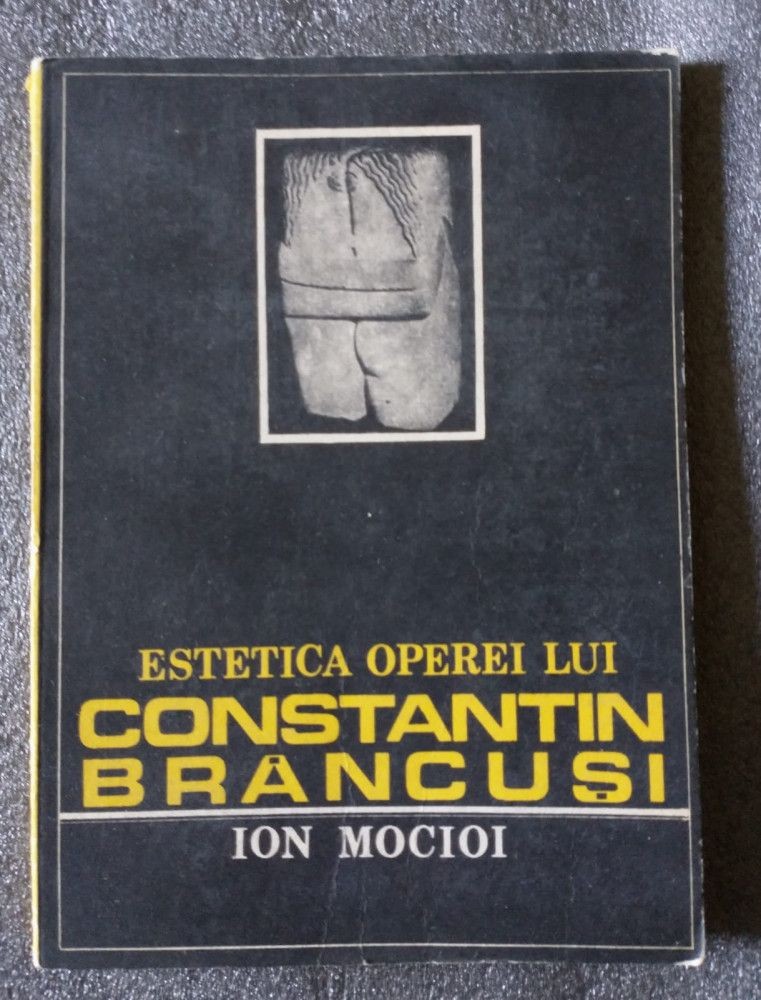 ESTETICA OPEREI LUI
CONSTANTIN
BRÂNCUȘI
ION MOCIOI